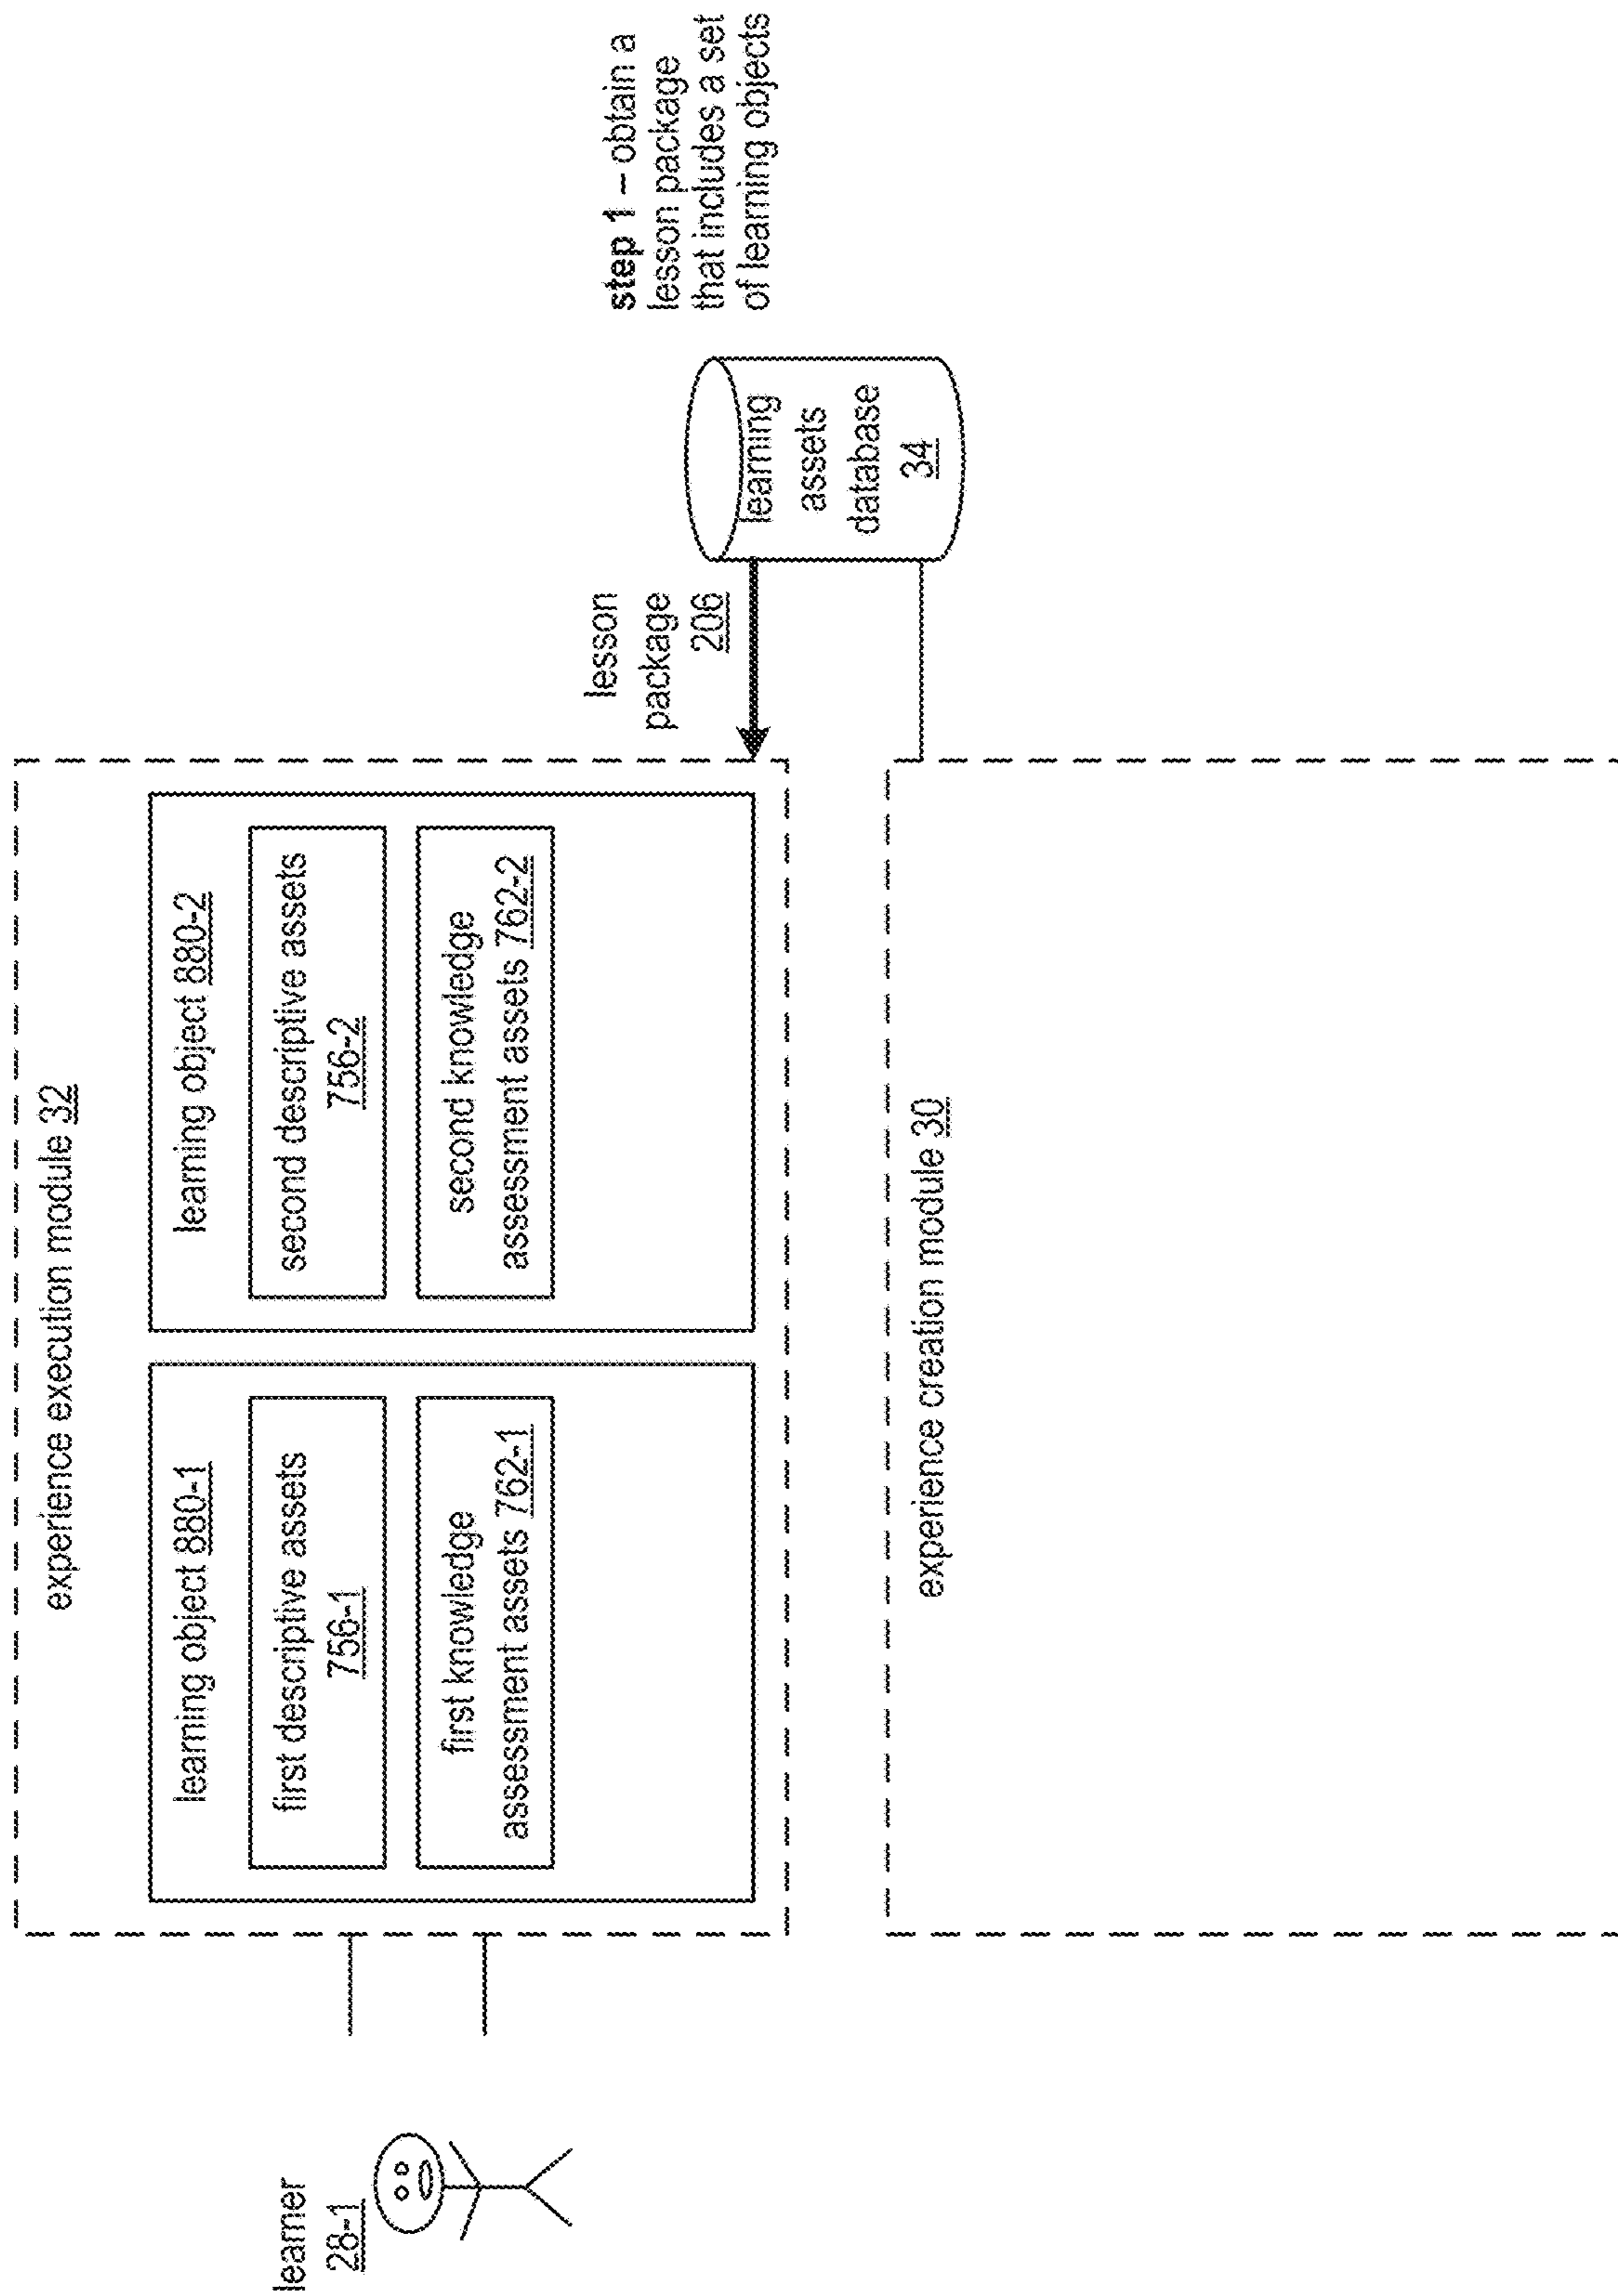 experience execution module 32
learner
28-1
learning object 880-1
first descriptive assets
756-1
first knowledge
assessment assets 762-1
learning object 880-2
second descriptive assets
756-2
second knowledge
assessment assets 762-2
lesson
package
206
learning
assets
database
34
step 1 – obtain a
lesson package
that includes a set
of learning objects
experience creation module 30